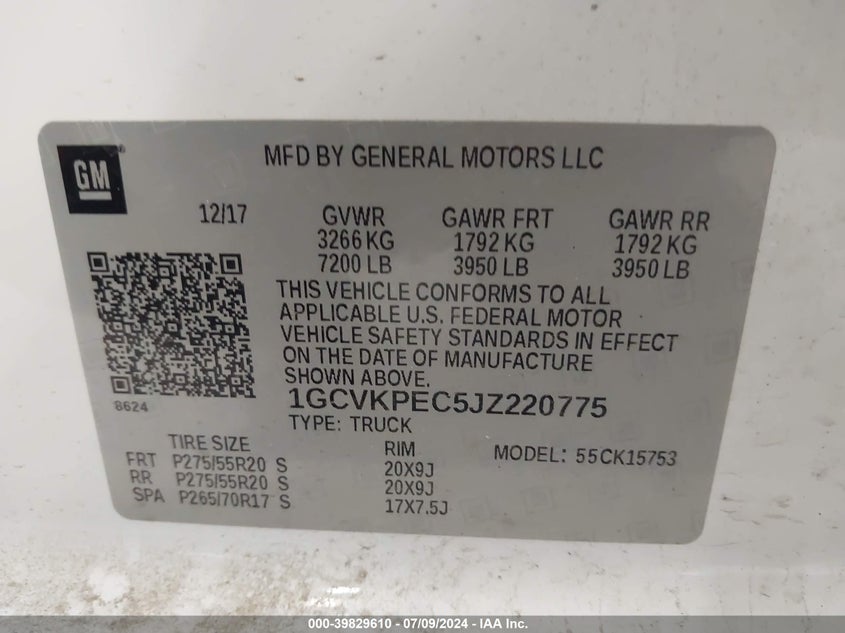 GM
MFD BY GENERAL MOTORS LLC
12/17 GVWR GAWR FRT GAWR RR
3266 KG 1792 KG 1792 KG
7200 LB 3950 LB 3950 LB
THIS VEHICLE CONFORMS TO ALL
APPLICABLE U.S. FEDERAL MOTOR
VEHICLE SAFETY STANDARDS IN EFFECT
ON THE DATE OF MANUFACTURE
SHOWN ABOVE.
8624
1GCVKPEC5JZ220775
TYPE: TRUCK
TIRE SIZE RIM MODEL: 55CK15753
FRT P275/55R20 S 20X9J
RR P275/55R20 S 20X9J
SPA P265/70R17 S 17X7.5J
000-39829610 - 07/09/2024 - IAA Inc.